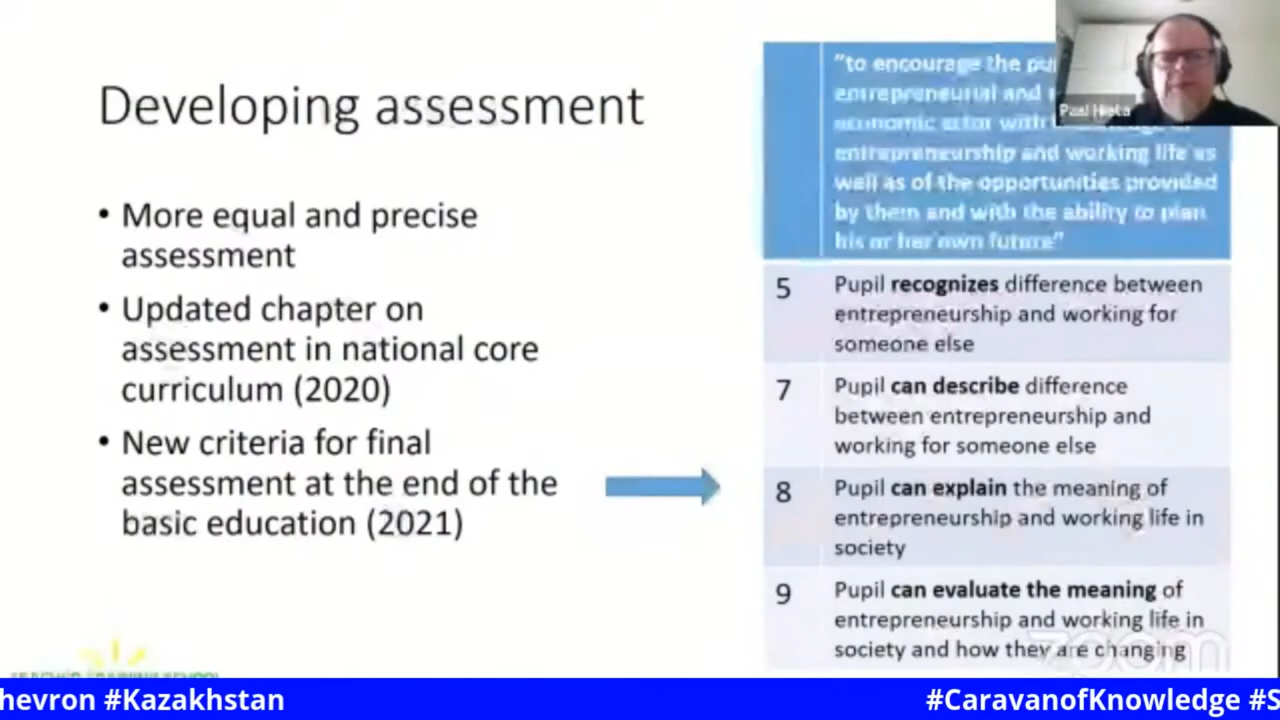 Developing assessment
• More equal and precise
assessment
• Updated chapter on
assessment in national core
curriculum (2020)
• New criteria for final
assessment at the end of the
basic education (2021)
"to encourage the
entrepreneurial and
economic actor with
entrepreneurship and working life as
well as of the opportunities provided
by them and with the ability to plan
his or her own future"
5 Pupil recognizes difference between
entrepreneurship and working for
someone else
7 Pupil can describe difference
between entrepreneurship and
working for someone else
8 Pupil can explain the meaning of
entrepreneurship and working life in
society
9 Pupil can evaluate the meaning of
entrepreneurship and working life in
society and how they are changing
zoom
hevron #Kazakhstan #CaravanofKnowledge #S